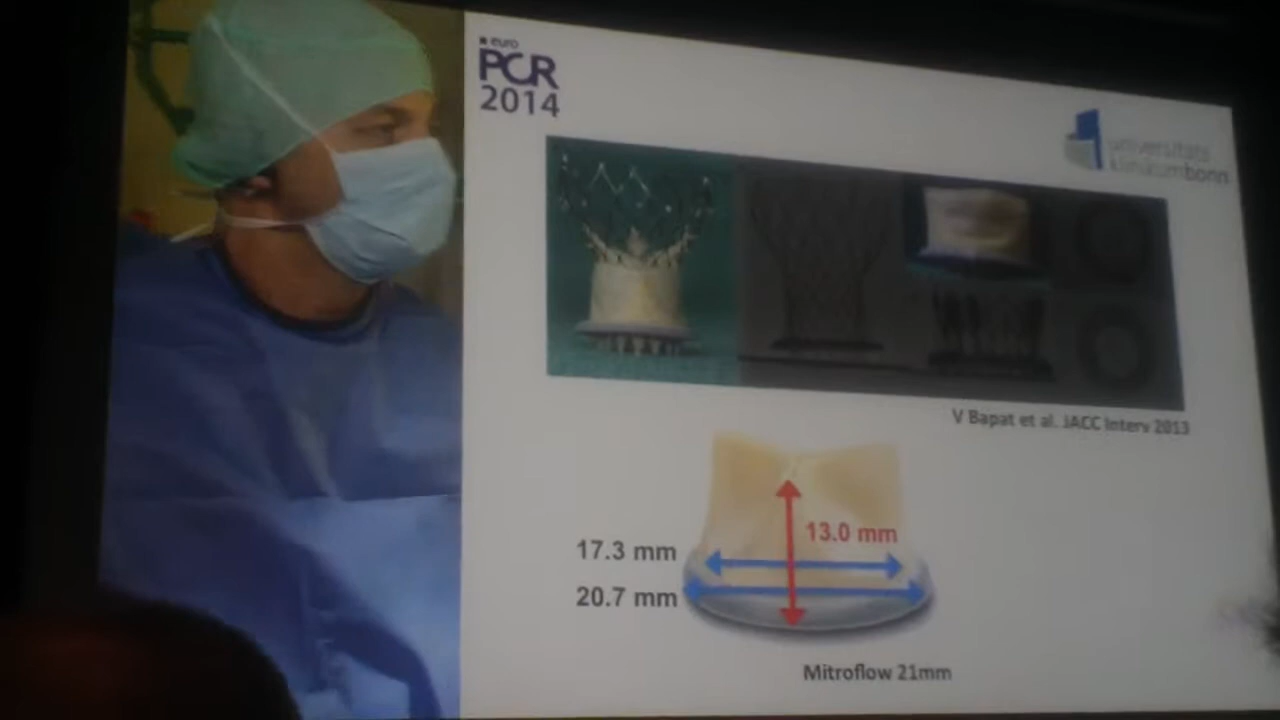 euro
PCR
2014
universitäts
klinikumbonn
V Bapat et al. JACC Interv 2013
13.0 mm
17.3 mm
20.7 mm
Mitroflow 21mm